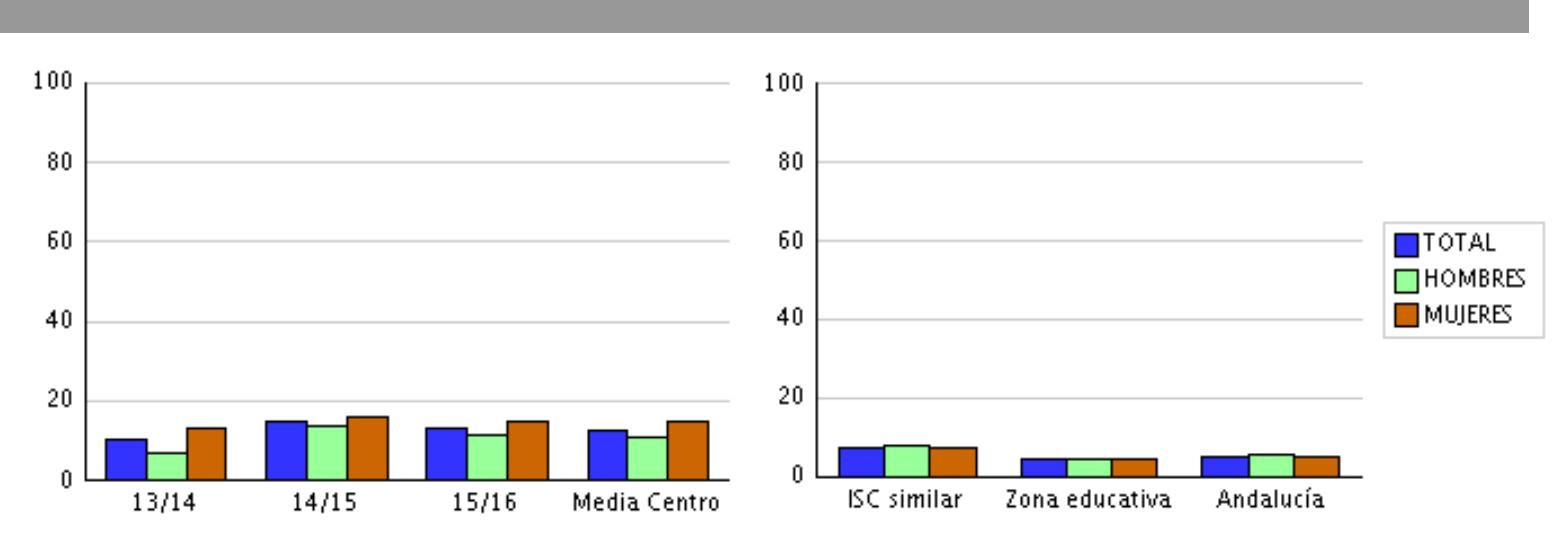 100
80
60
40
20
0
13/14 14/15 15/16 Media Centro
100
80
60
40
20
0
ISC similar Zona educativa Andalucía
TOTAL
HOMBRES
MUJERES